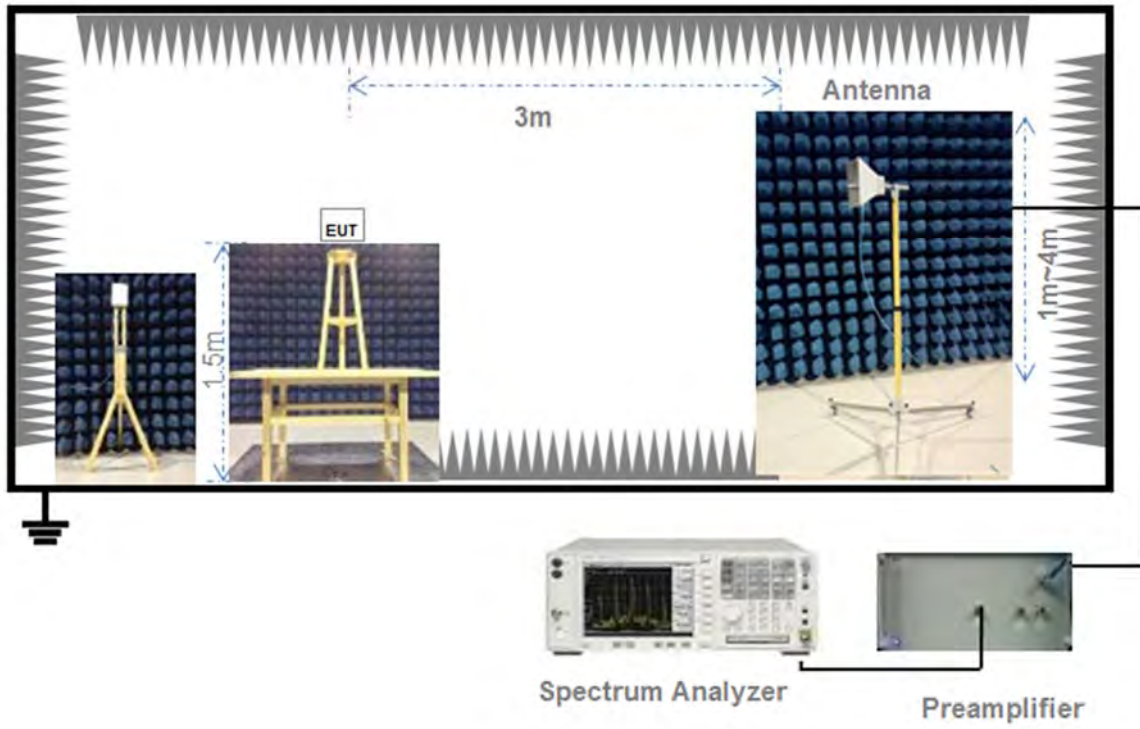 Antenna
3m
EUT
1.5m
1m~4m
Spectrum Analyzer
Preamplifier